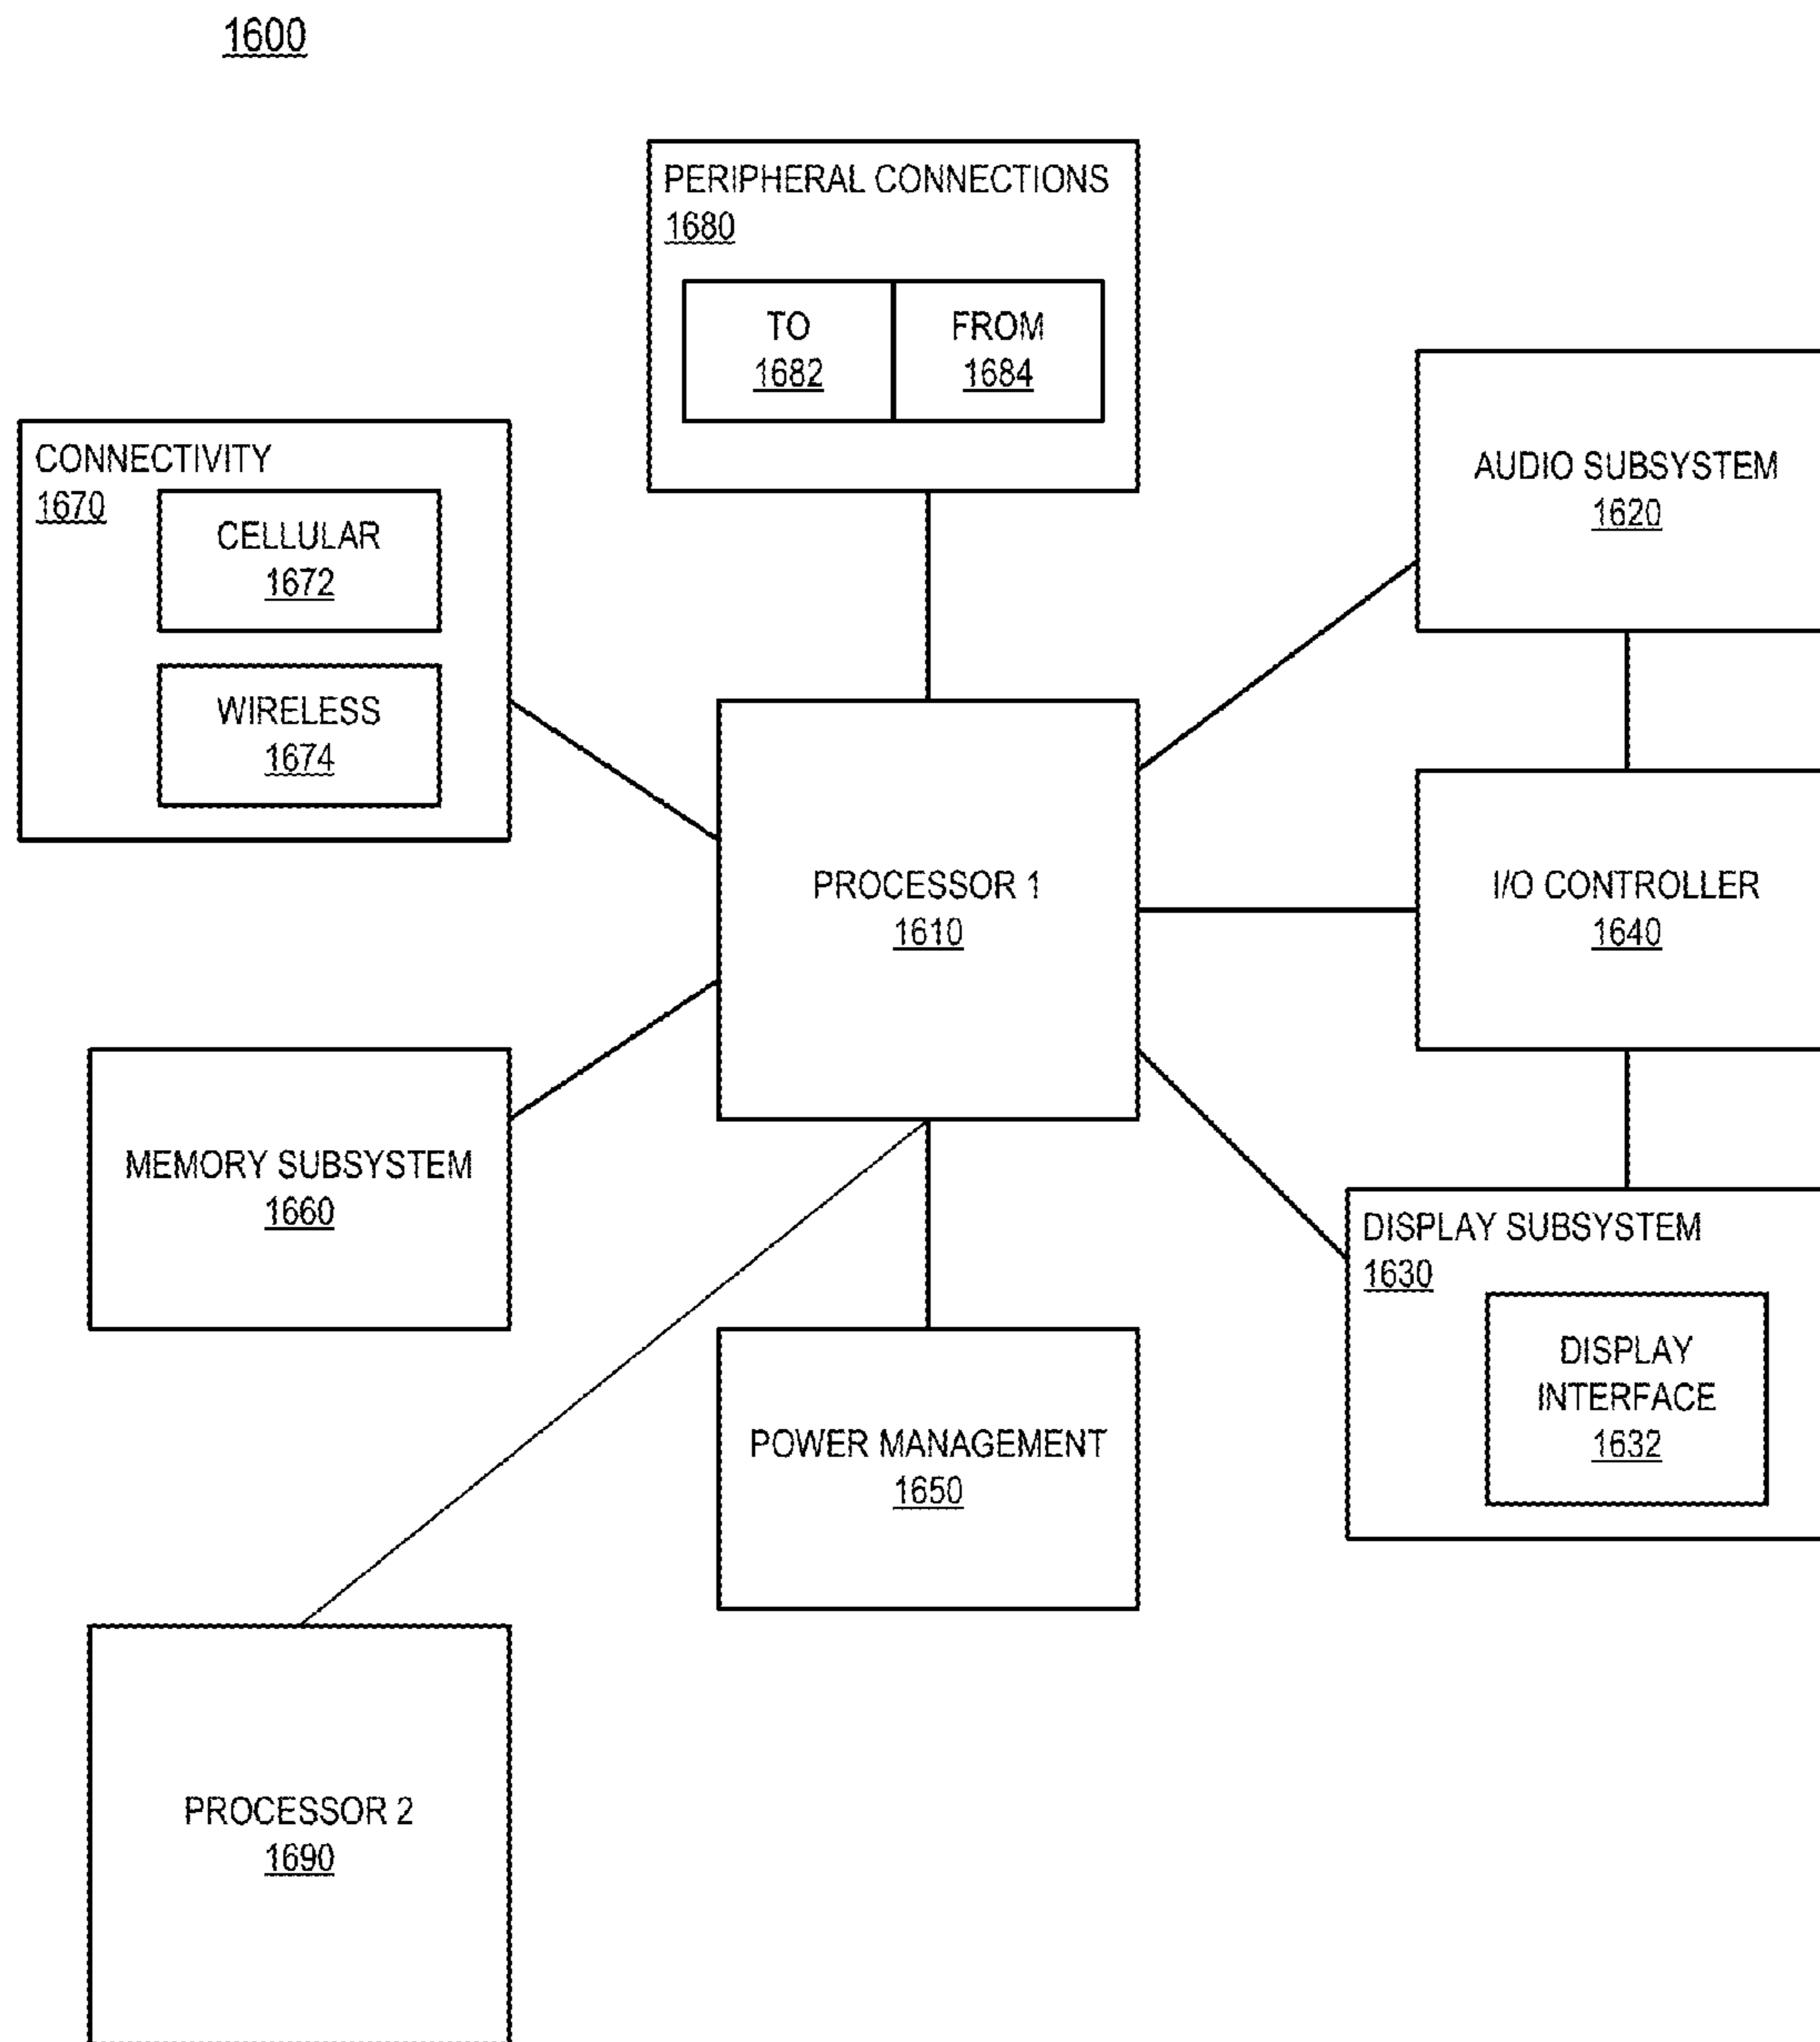 1600
PERIPHERAL CONNECTIONS
1680
TO
1682
FROM
1684
CONNECTIVITY
1670
CELLULAR
1672
WIRELESS
1674
AUDIO SUBSYSTEM
1620
PROCESSOR 1
1610
I/O CONTROLLER
1640
MEMORY SUBSYSTEM
1660
DISPLAY SUBSYSTEM
1630
DISPLAY
INTERFACE
1632
POWER MANAGEMENT
1650
PROCESSOR 2
1690